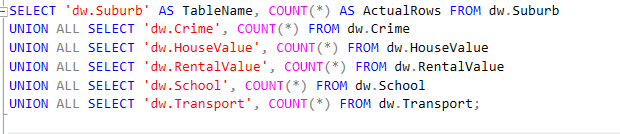 SELECT 'dw.Suburb' AS TableName, COUNT(*) AS ActualRows FROM dw.Suburb
UNION ALL SELECT 'dw.Crime', COUNT(*) FROM dw.Crime
UNION ALL SELECT 'dw.HouseValue', COUNT(*) FROM dw.HouseValue
UNION ALL SELECT 'dw.RentalValue', COUNT(*) FROM dw.RentalValue
UNION ALL SELECT 'dw.School', COUNT(*) FROM dw.School
UNION ALL SELECT 'dw.Transport', COUNT(*) FROM dw.Transport;